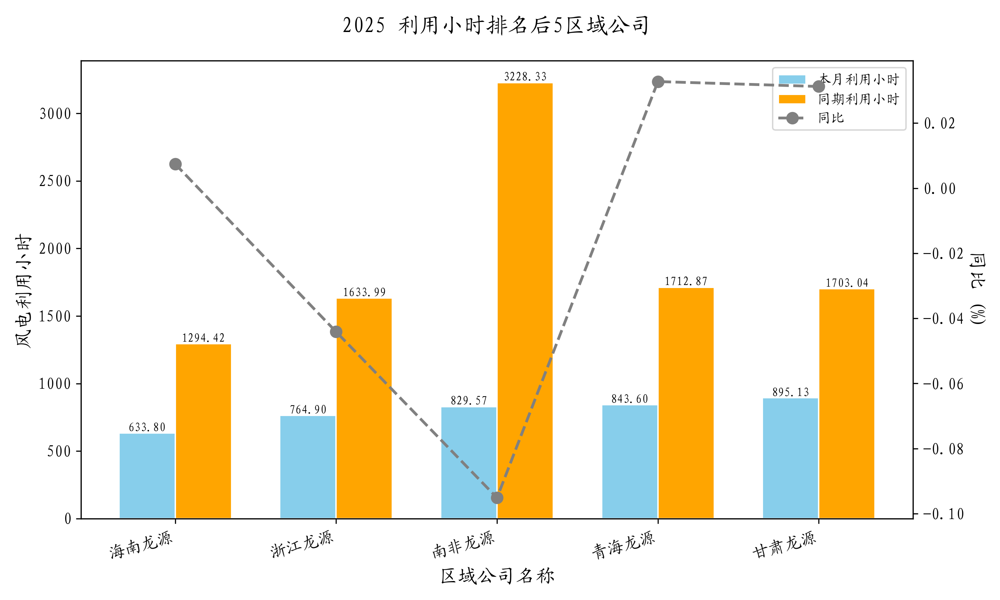 2025 利用小时排名后5区域公司
本月利用小时
同期利用小时
同比
风电利用小时
3000
2500
2000
1500
1000
500
0
633.80
1294.42
764.90
1633.99
829.57
3228.33
843.60
1712.87
895.13
1703.04
0.02
0.00
−0.02
−0.04
−0.06
−0.08
−0.10
同比 (%)
海南龙源
浙江龙源
南非龙源
青海龙源
甘肃龙源
区域公司名称